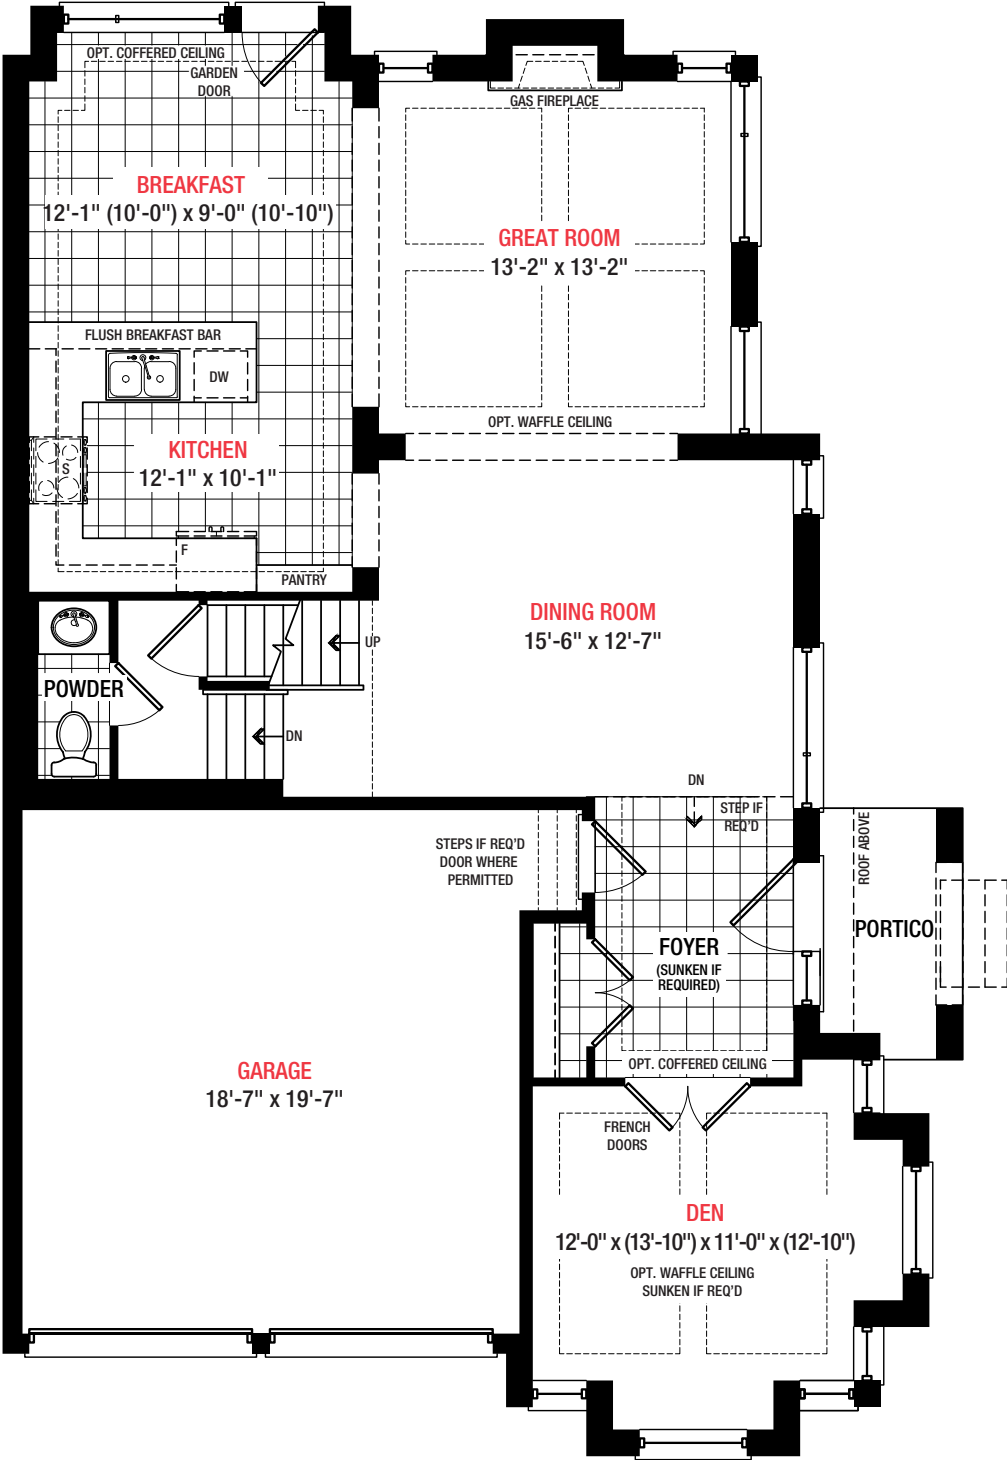 OPT. COFFERED CEILING
GARDEN
DOOR
GAS FIREPLACE
BREAKFAST
12'-1" (10'-0") x 9'-0" (10'-10")
GREAT ROOM
13'-2" x 13'-2"
FLUSH BREAKFAST BAR
DW
OPT. WAFFLE CEILING
KITCHEN
12'-1" x 10'-1"
S
F
PANTRY
DINING ROOM
15'-6" x 12'-7"
UP
POWDER
DN
DN
STEP IF
REQ'D
STEPS IF REQ'D
DOOR WHERE
PERMITTED
ROOF ABOVE
PORTICO
FOYER
(SUNKEN IF
REQUIRED)
OPT. COFFERED CEILING
GARAGE
18'-7" x 19'-7"
FRENCH
DOORS
DEN
12'-0" x (13'-10") x 11'-0" x (12'-10")
OPT. WAFFLE CEILING
SUNKEN IF REQ'D